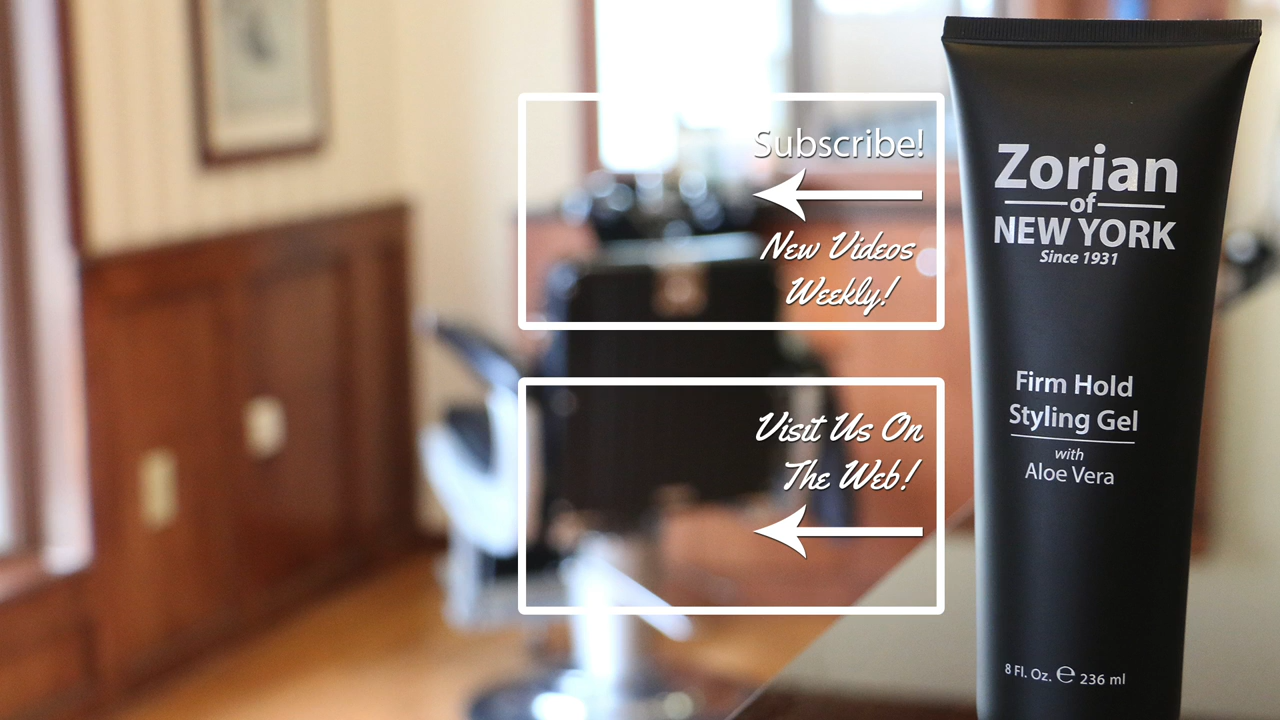 Subscribe!
New Videos
Weekly!
Visit Us On
The Web!
Zorian
of
NEW YORK
Since 1931
Firm Hold
Styling Gel
with
Aloe Vera
8 Fl. Oz. ℮ 236 ml